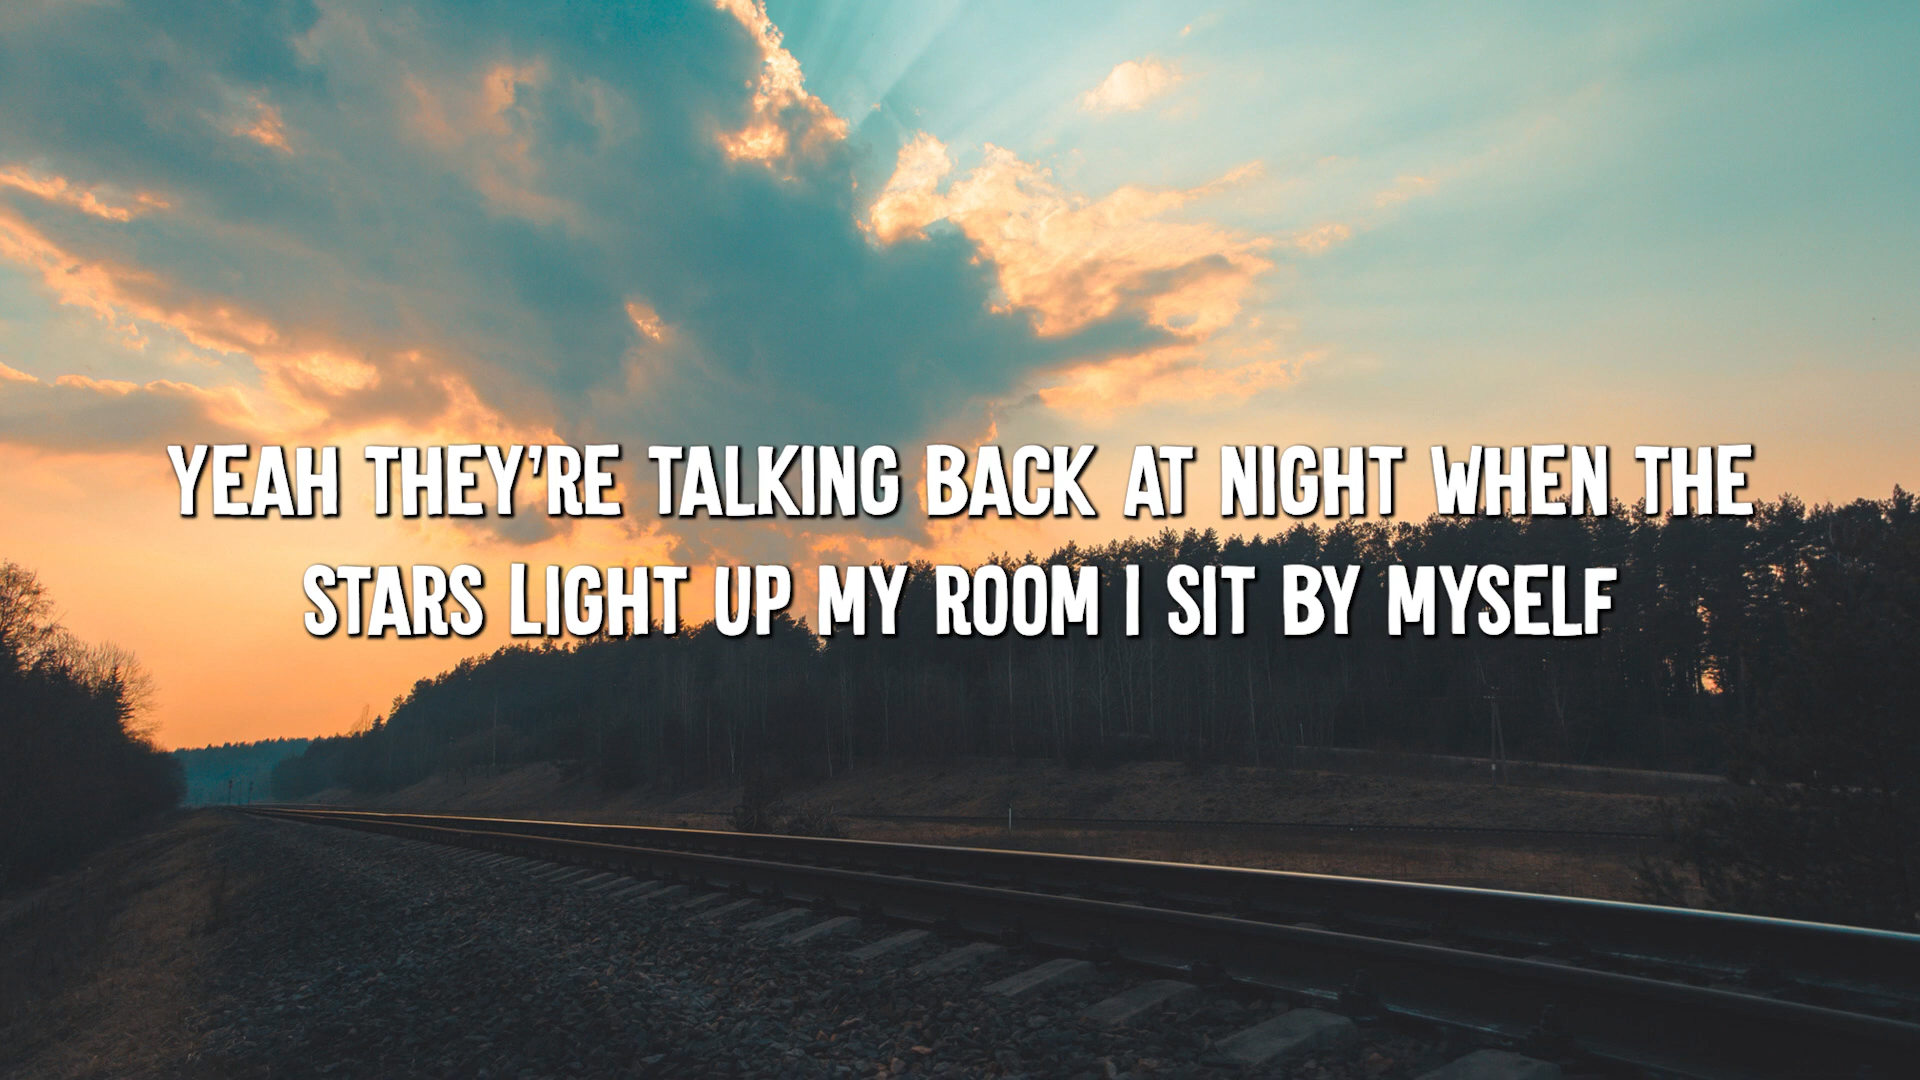 YEAH THEY'RE TALKING BACK AT NIGHT WHEN THE
STARS LIGHT UP MY ROOM I SIT BY MYSELF